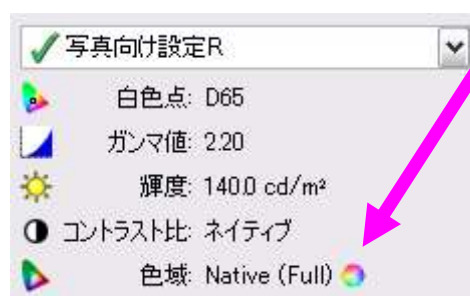 写真向け設定R
白色点: D65
ガンマ値: 2.20
輝度: 140.0 cd/m²
コントラスト比: ネイティブ
色域: Native (Full)